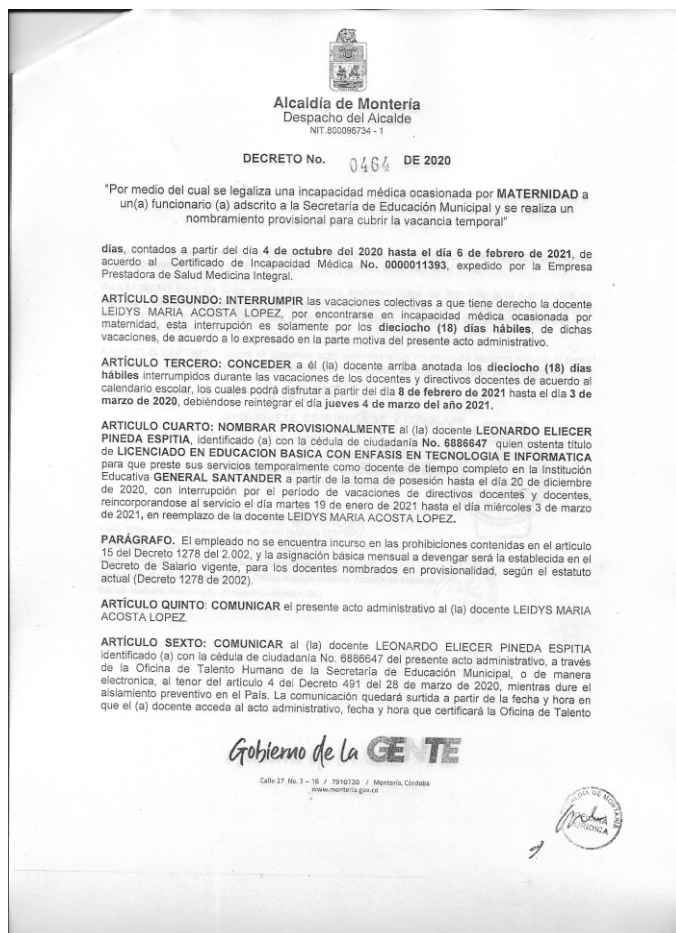 Alcaldía de Montería
Despacho del Alcalde
NIT.800096734 - 1
DECRETO No. 0464 DE 2020
"Por medio del cual se legaliza una incapacidad médica ocasionada por MATERNIDAD a
un(a) funcionario (a) adscrito a la Secretaría de Educación Municipal y se realiza un
nombramiento provisional para cubrir la vacancia temporal"
días, contados a partir del día 4 de octubre del 2020 hasta el día 6 de febrero de 2021, de
acuerdo al Certificado de Incapacidad Médica No. 0000011393, expedido por la Empresa
Prestadora de Salud Medicina Integral.
ARTÍCULO SEGUNDO: INTERRUMPIR las vacaciones colectivas a que tiene derecho la docente
LEIDYS MARIA ACOSTA LOPEZ, por encontrarse en incapacidad médica ocasionada por
maternidad, esta interrupción es solamente por los dieciocho (18) días hábiles, de dichas
vacaciones, de acuerdo a lo expresado en la parte motiva del presente acto administrativo.
ARTÍCULO TERCERO: CONCEDER a él (la) docente arriba anotada los dieciocho (18) días
hábiles interrumpidos durante las vacaciones de los docentes y directivos docentes de acuerdo al
calendario escolar, los cuales podrá disfrutar a partir del día 8 de febrero de 2021 hasta el día 3 de
marzo de 2020, debiéndose reintegrar el día jueves 4 de marzo del año 2021.
ARTICULO CUARTO: NOMBRAR PROVISIONALMENTE al (la) docente LEONARDO ELIECER
PINEDA ESPITIA, identificado (a) con la cédula de ciudadanía No. 6886647 quien ostenta título
de LICENCIADO EN EDUCACION BASICA CON ENFASIS EN TECNOLOGIA E INFORMATICA
para que preste sus servicios temporalmente como docente de tiempo completo en la Institución
Educativa GENERAL SANTANDER a partir de la toma de posesión hasta el día 20 de diciembre
de 2020, con interrupción por el periodo de vacaciones de directivos docentes y docentes,
reincorporandose al servicio el día martes 19 de enero de 2021 hasta el día miércoles 3 de marzo
de 2021, en reemplazo de la docente LEIDYS MARIA ACOSTA LOPEZ.
PARÁGRAFO. El empleado no se encuentra incurso en las prohibiciones contenidas en el artículo
15 del Decreto 1278 del 2.002, y la asignación básica mensual a devengar será la establecida en el
Decreto de Salario vigente, para los docentes nombrados en provisionalidad, según el estatuto
actual (Decreto 1278 de 2002).
ARTÍCULO QUINTO: COMUNICAR el presente acto administrativo al (la) docente LEIDYS MARIA
ACOSTA LOPEZ.
ARTÍCULO SEXTO: COMUNICAR al (la) docente LEONARDO ELIECER PINEDA ESPITIA
identificado (a) con la cédula de ciudadanía No. 6886647 del presente acto administrativo, a través
de la Oficina de Talento Humano de la Secretaría de Educación Municipal, o de manera
electronica, al tenor del articulo 4 del Decreto 491 del 28 de marzo de 2020, mientras dure el
aislamiento preventivo en el País. La comunicación quedará surtida a partir de la fecha y hora en
que el (a) docente acceda al acto administrativo, fecha y hora que certificará la Oficina de Talento
Gobierno de la GENTE
Calle 27 No. 3 – 16 / 7910720 / Montería, Córdoba
www.monteria.gov.co
JURIDICA